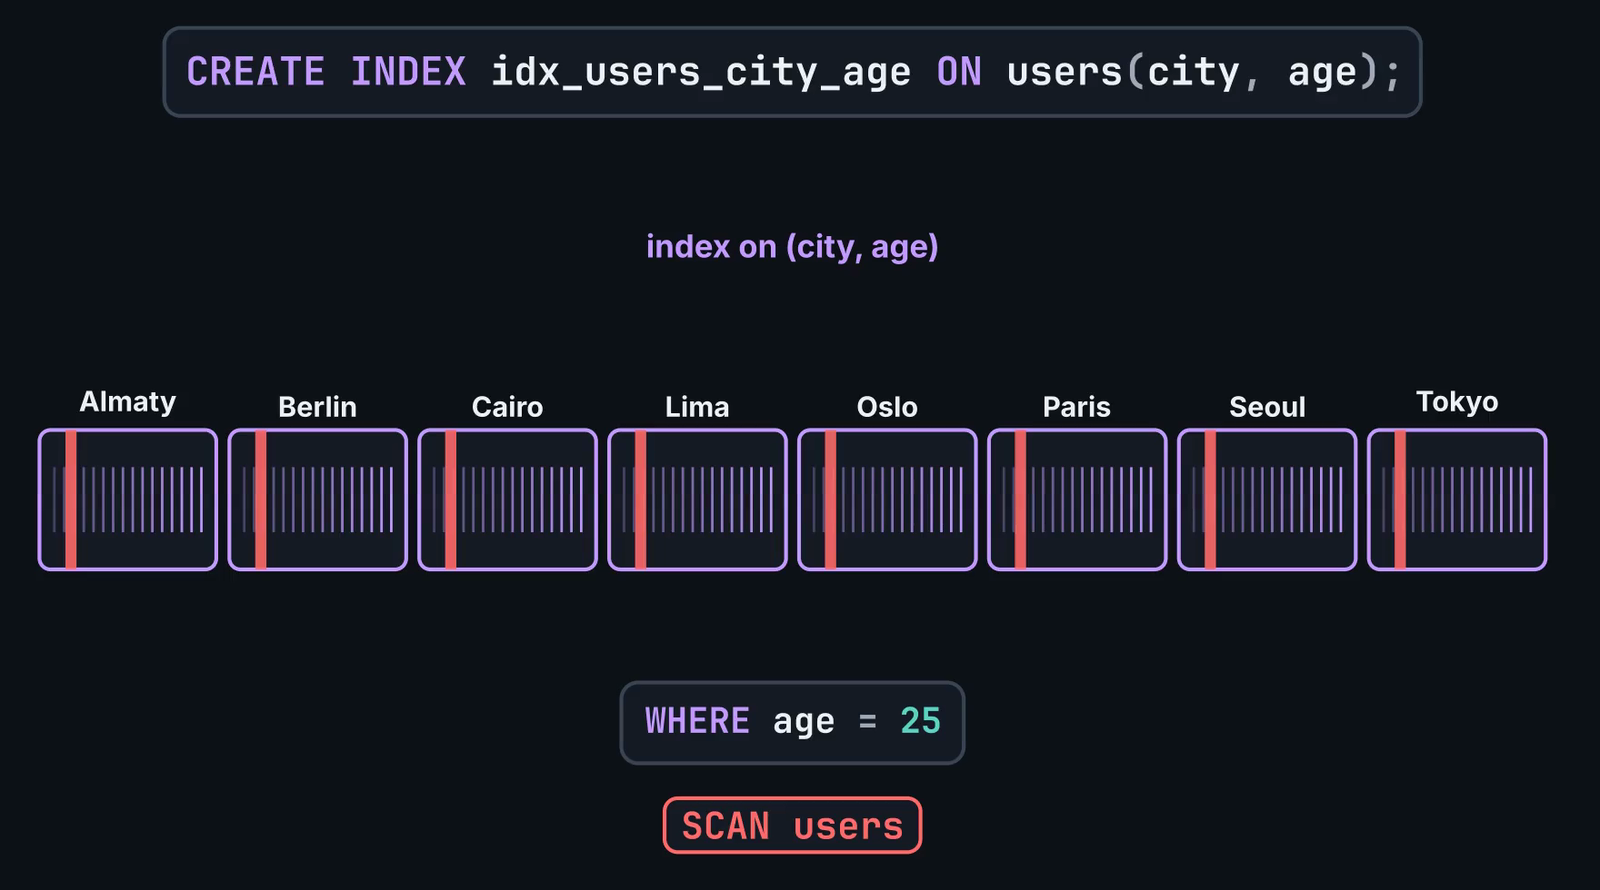 CREATE INDEX idx_users_city_age ON users(city, age);
index on (city, age)
Almaty Berlin Cairo Lima Oslo Paris Seoul Tokyo
WHERE age = 25
SCAN users